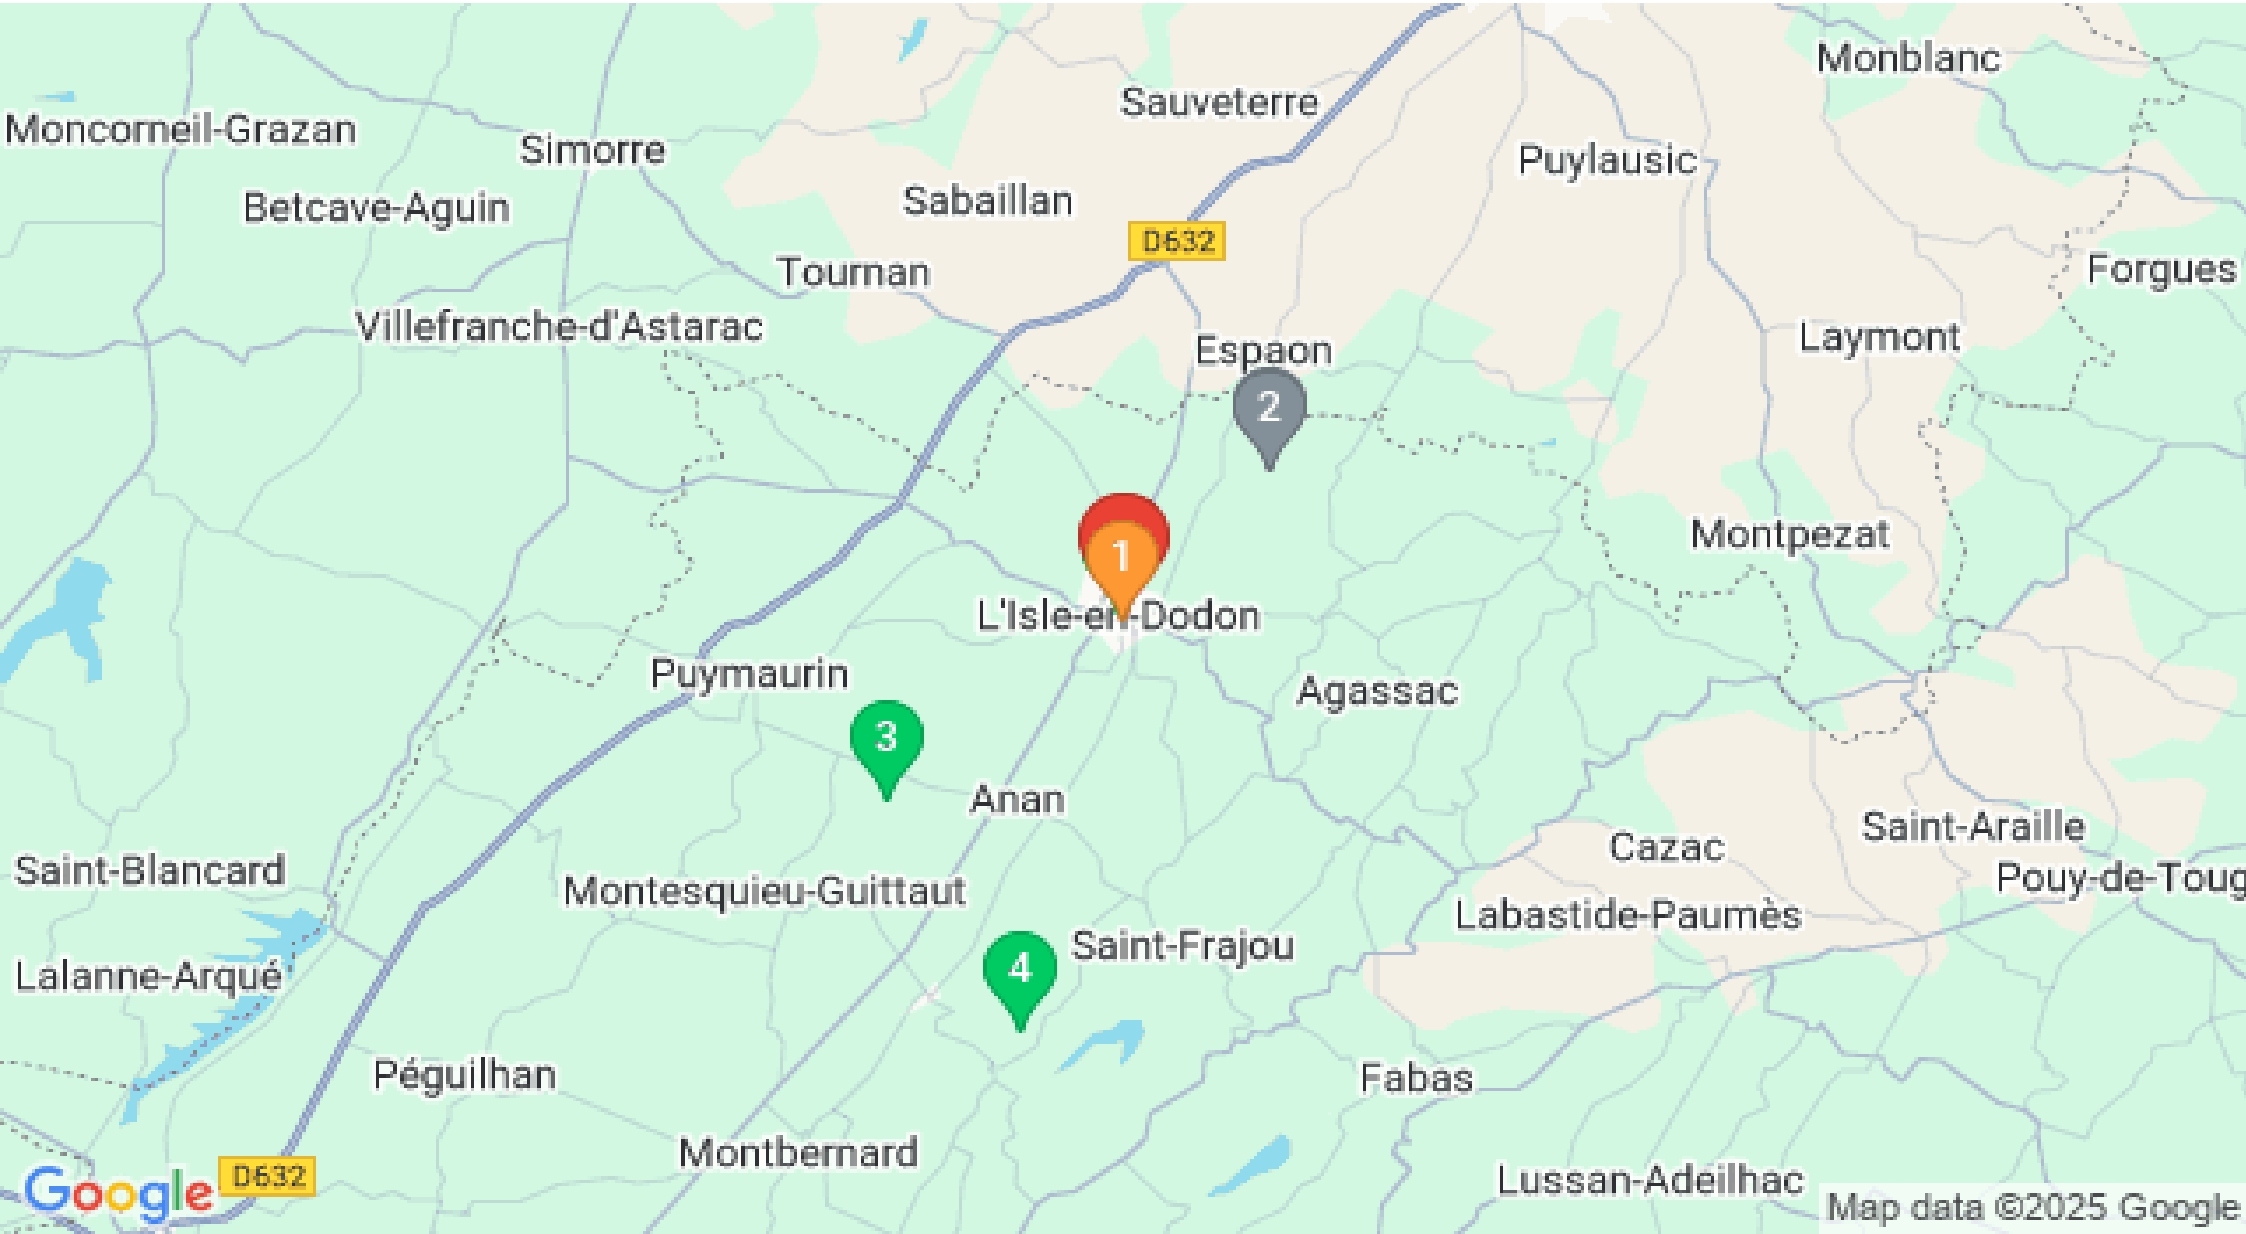 Monblanc
Sauveterre
Moncorneil-Grazan
Simorre
Puylausic
Sabaillan
Betcave-Aguin
D632
Tournan
Forgues
Villefranche-d'Astarac
Laymont
Espaon
2
Montpezat
1
L'Isle-en-Dodon
Puymaurin
Agassac
3
Anan
Saint-Araille
Cazac
Saint-Blancard
Pouy-de-Toug
Montesquieu-Guittaut
Labastide-Paumès
Saint-Frajou
4
Lalanne-Arqué
Péguilhan
Fabas
Montbernard
D632
Lussan-Adeilhac
Google
Map data ©2025 Google